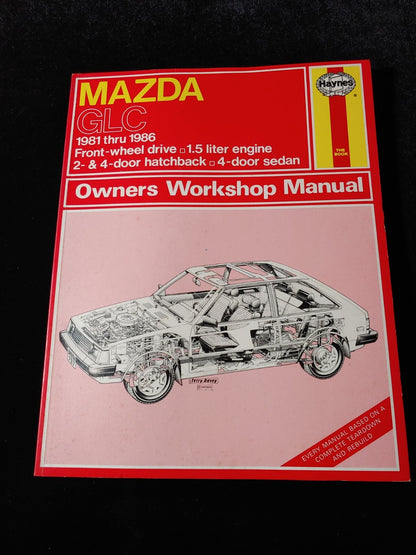 Haynes
®
THE
BOOK
MAZDA
GLC
1981 thru 1986
Front-wheel drive □ 1.5 liter engine
2- & 4-door hatchback □ 4-door sedan
Owners Workshop Manual
Terry Davey
EVERY MANUAL BASED ON A
COMPLETE TEARDOWN
AND REBUILD